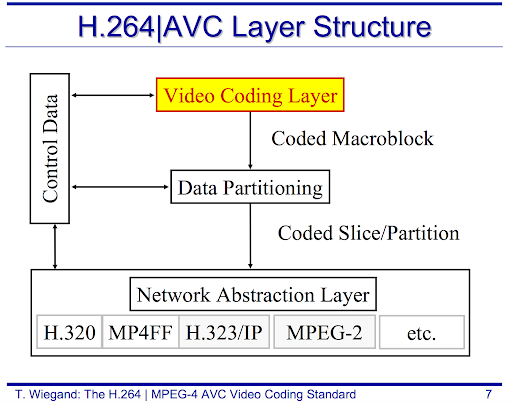 H.264|AVC Layer Structure
Control Data
Video Coding Layer
Coded Macroblock
Data Partitioning
Coded Slice/Partition
Network Abstraction Layer
H.320 MP4FF H.323/IP MPEG-2 etc.
T. Wiegand: The H.264 | MPEG-4 AVC Video Coding Standard 7